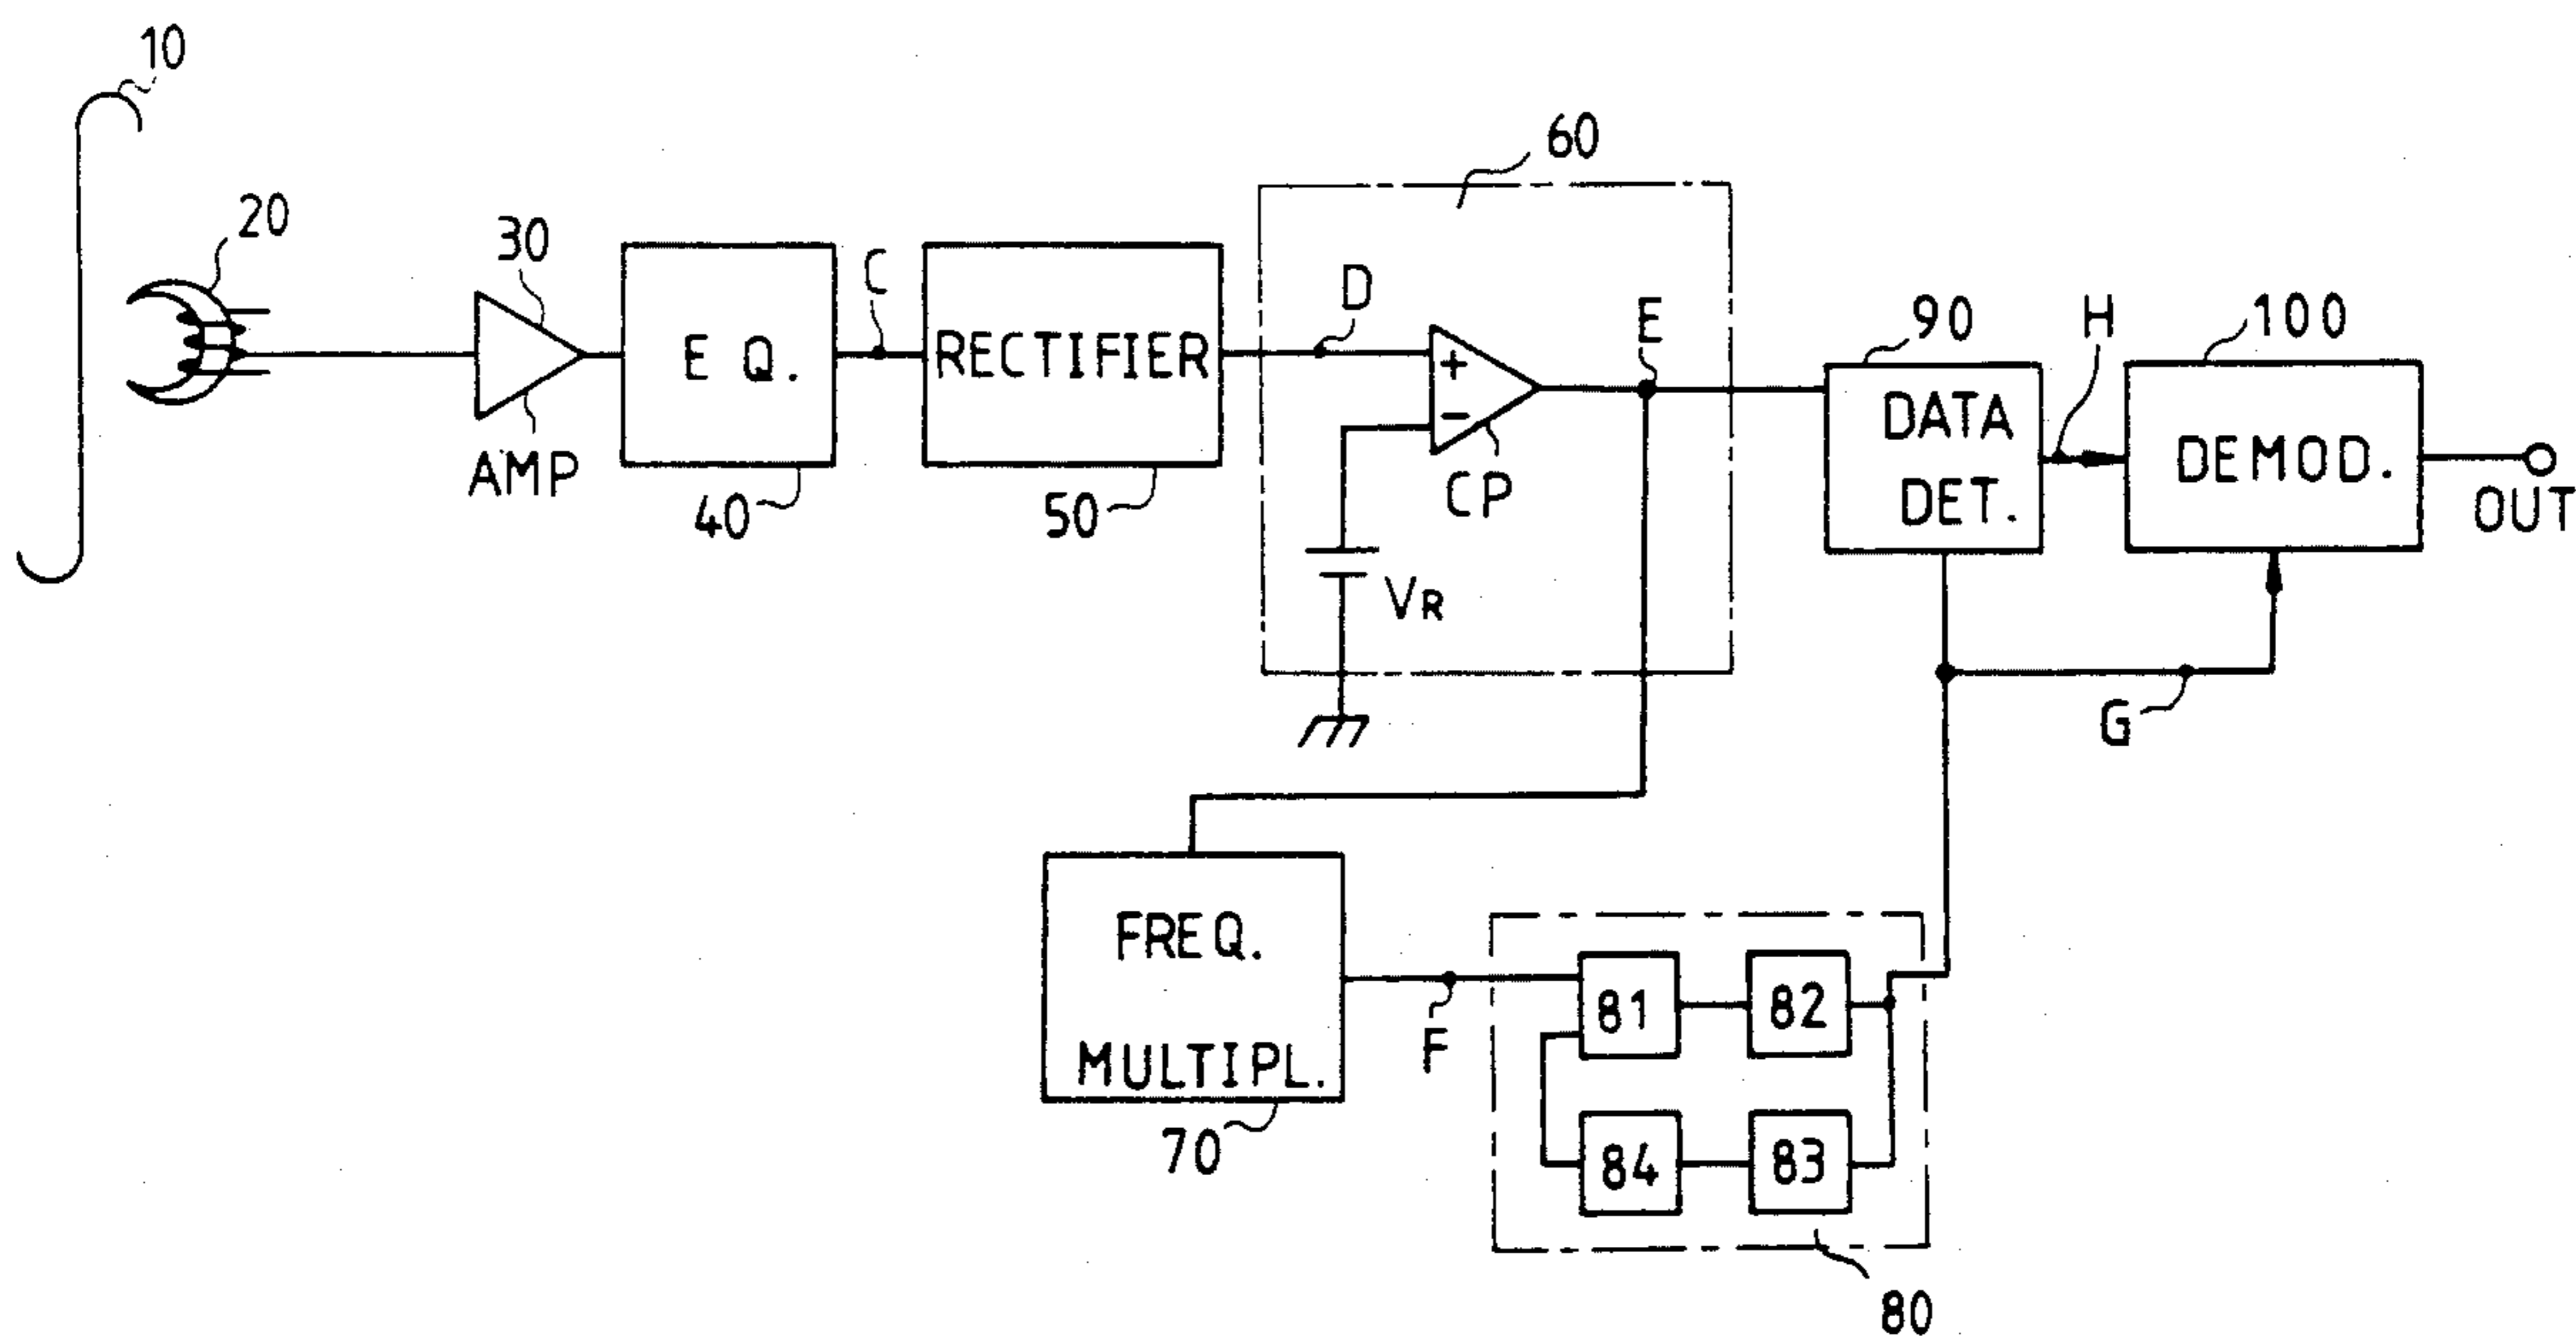 10
20
30
AMP
E Q.
40
C
RECTIFIER
50
60
D
+
−
CP
VR
E
90
DATA
DET.
H
100
DEMOD.
OUT
G
FREQ.
MULTIPL.
70
F
81
82
84
83
80